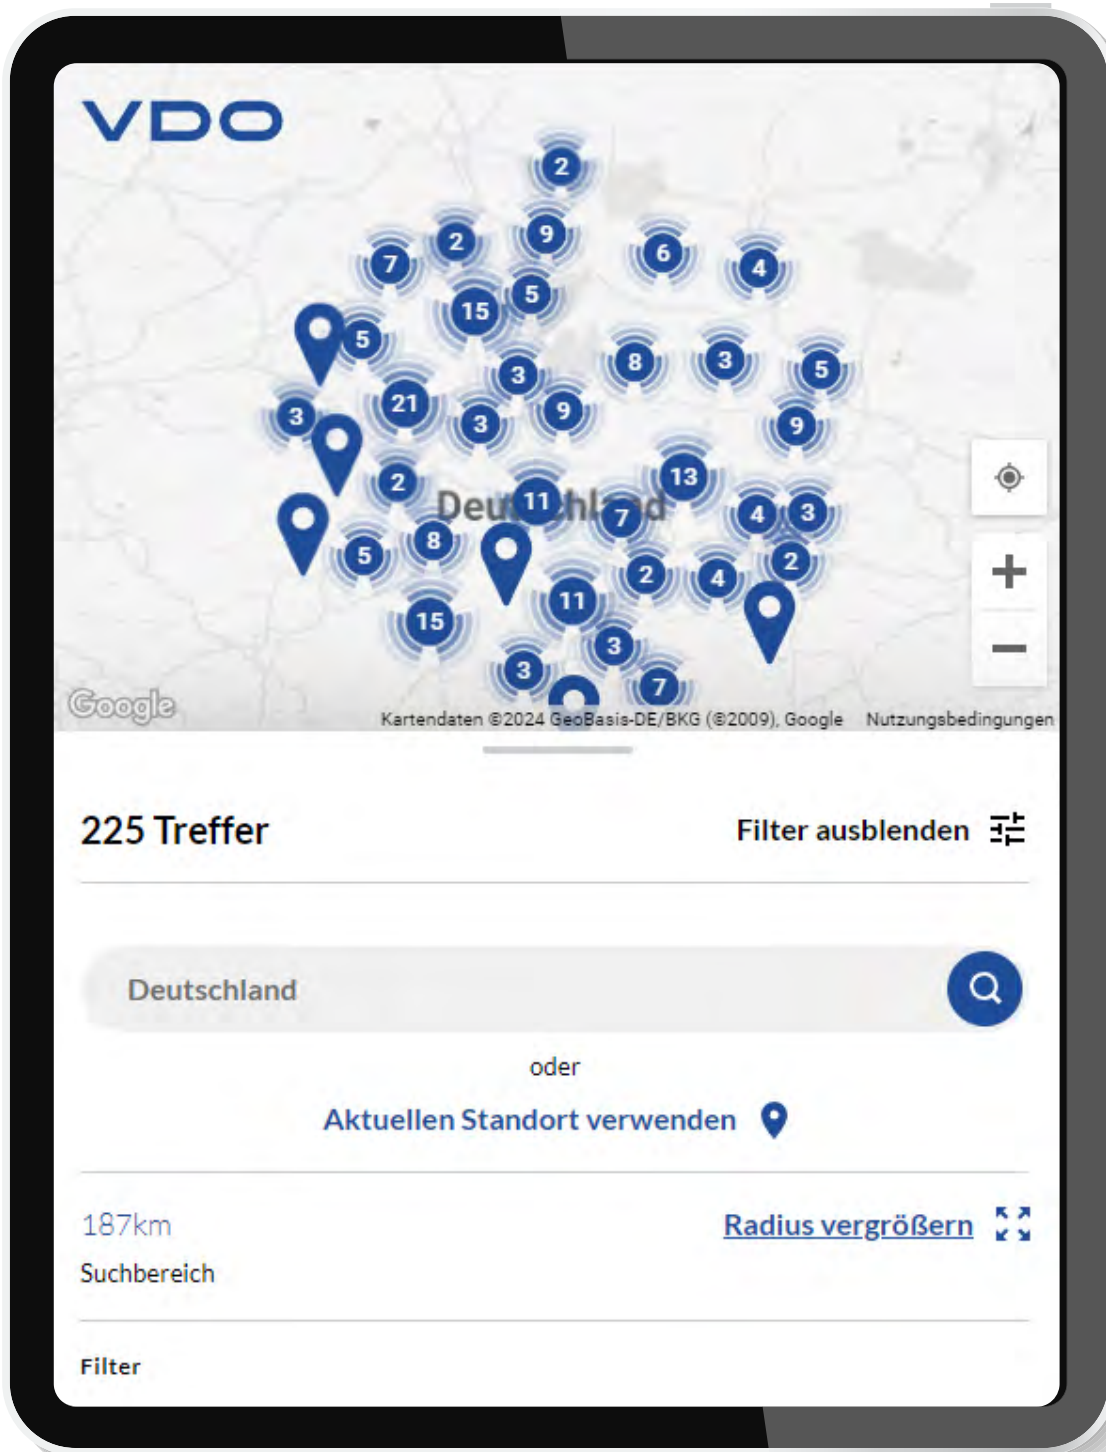 VDO
2
9
2
7
6
4
5
15
5
8
3
5
3
21
3
9
3
9
13
2
Deutschland
11
7
4
3
8
5
2
2
4
11
15
3
3
7
Google
Kartendaten ©2024 GeoBasis-DE/BKG (©2009), Google Nutzungsbedingungen
225 Treffer
Filter ausblenden
Deutschland
oder
Aktuellen Standort verwenden
187km
Radius vergrößern
Suchbereich
Filter